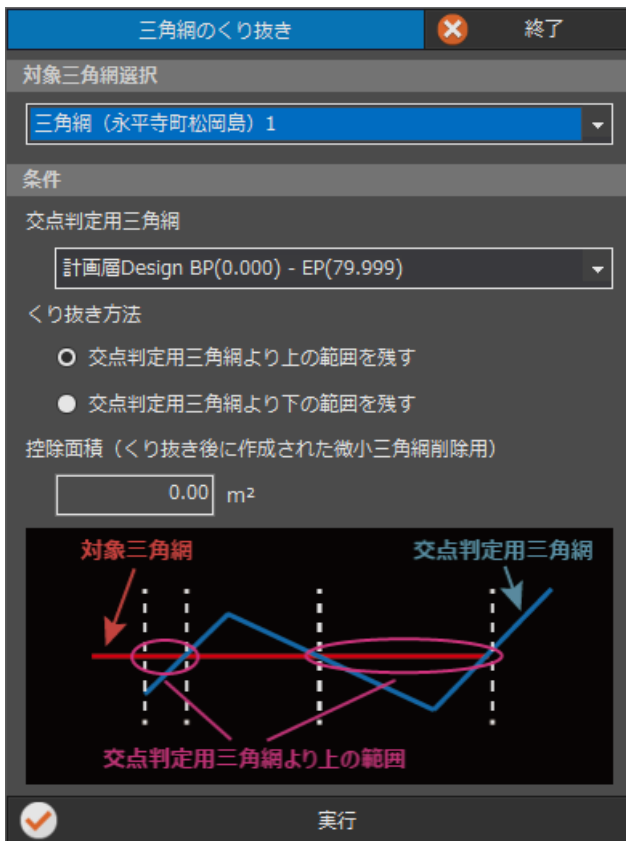 三角網のくり抜き
終了
対象三角網選択
三角網（永平寺町松岡島）1
条件
交点判定用三角網
計画層Design BP(0.000) - EP(79.999)
くり抜き方法
交点判定用三角網より上の範囲を残す
交点判定用三角網より下の範囲を残す
控除面積（くり抜き後に作成された微小三角網削除用）
0.00 m²
対象三角網
交点判定用三角網
交点判定用三角網より上の範囲
実行